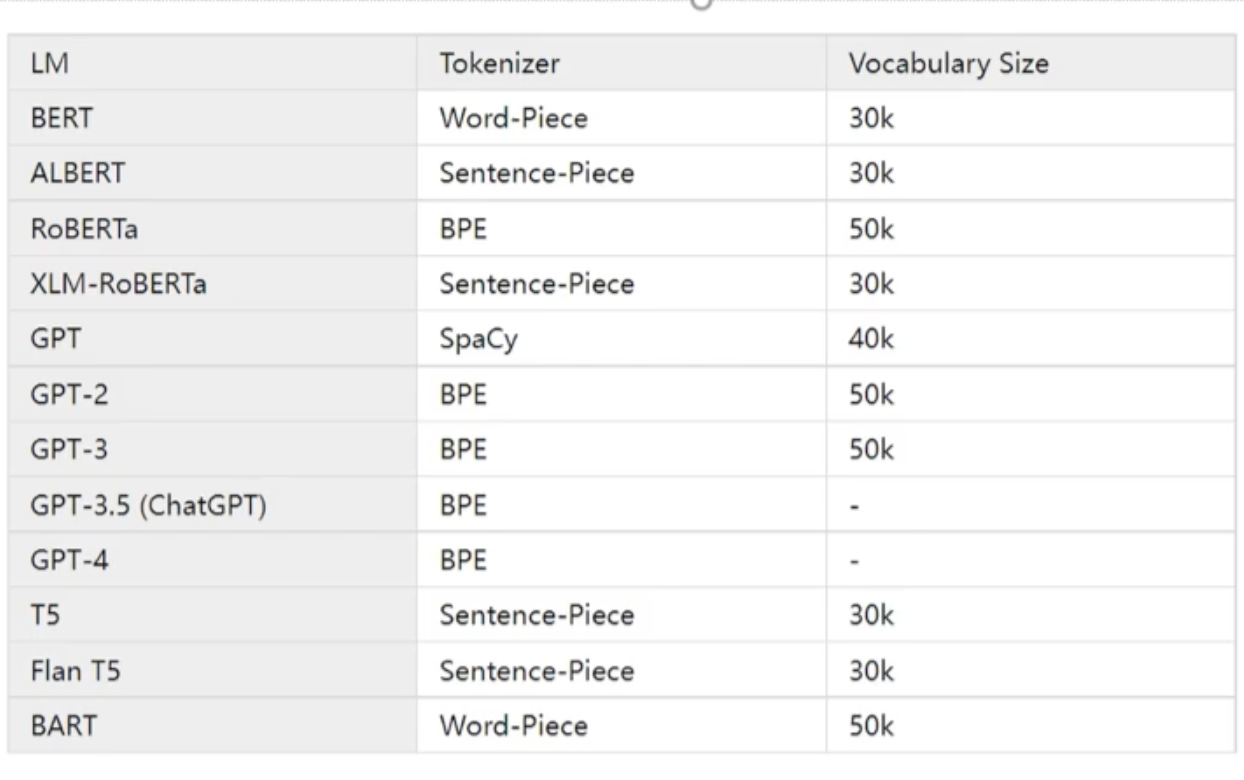 LM Tokenizer Vocabulary Size
BERT Word-Piece 30k
ALBERT Sentence-Piece 30k
RoBERTa BPE 50k
XLM-RoBERTa Sentence-Piece 30k
GPT SpaCy 40k
GPT-2 BPE 50k
GPT-3 BPE 50k
GPT-3.5 (ChatGPT) BPE -
GPT-4 BPE -
T5 Sentence-Piece 30k
Flan T5 Sentence-Piece 30k
BART Word-Piece 50k